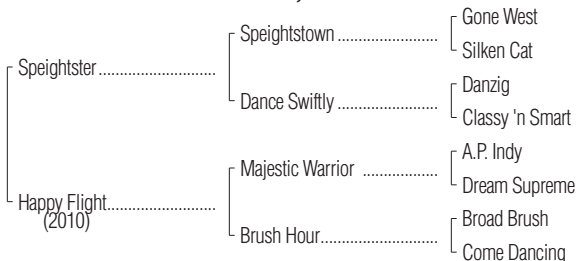 Gone West
Speightstown
Silken Cat
Speightster
Danzig
Dance Swiftly
Classy 'n Smart
A.P. Indy
Majestic Warrior
Dream Supreme
Happy Flight
(2010)
Broad Brush
Brush Hour
Come Dancing